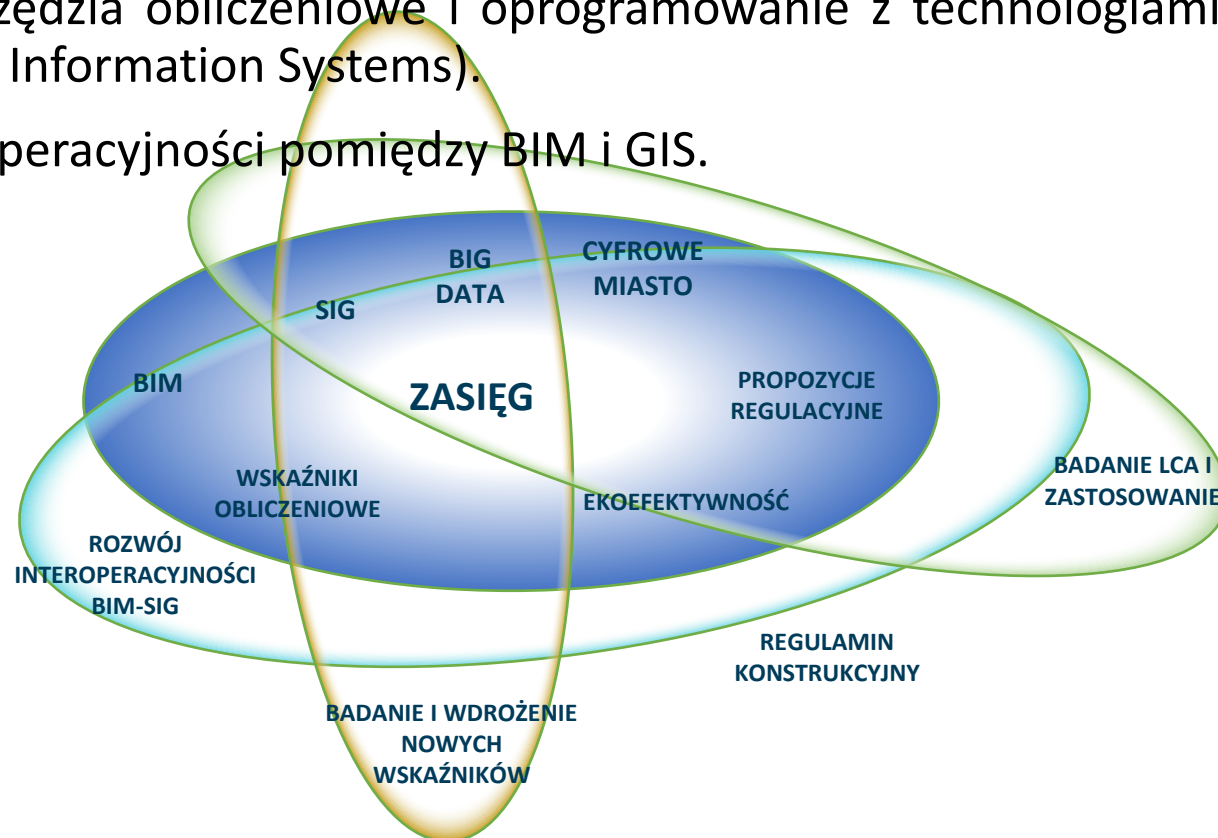 zędzia obliczeniowe i oprogramowanie z technologiami
Information Systems).
peracyjności pomiędzy BIM i GIS.
BIG
DATA
CYFROWE
MIASTO
SIG
BIM
ZASIĘG
PROPOZYCJE
REGULACYJNE
WSKAŹNIKI
OBLICZENIOWE
EKOEFEKTYWNOŚĆ
BADANIE LCA I
ZASTOSOWANIE
ROZWÓJ
INTEROPERACYJNOŚCI
BIM-SIG
REGULAMIN
KONSTRUKCYJNY
BADANIE I WDROŻENIE
NOWYCH
WSKAŹNIKÓW